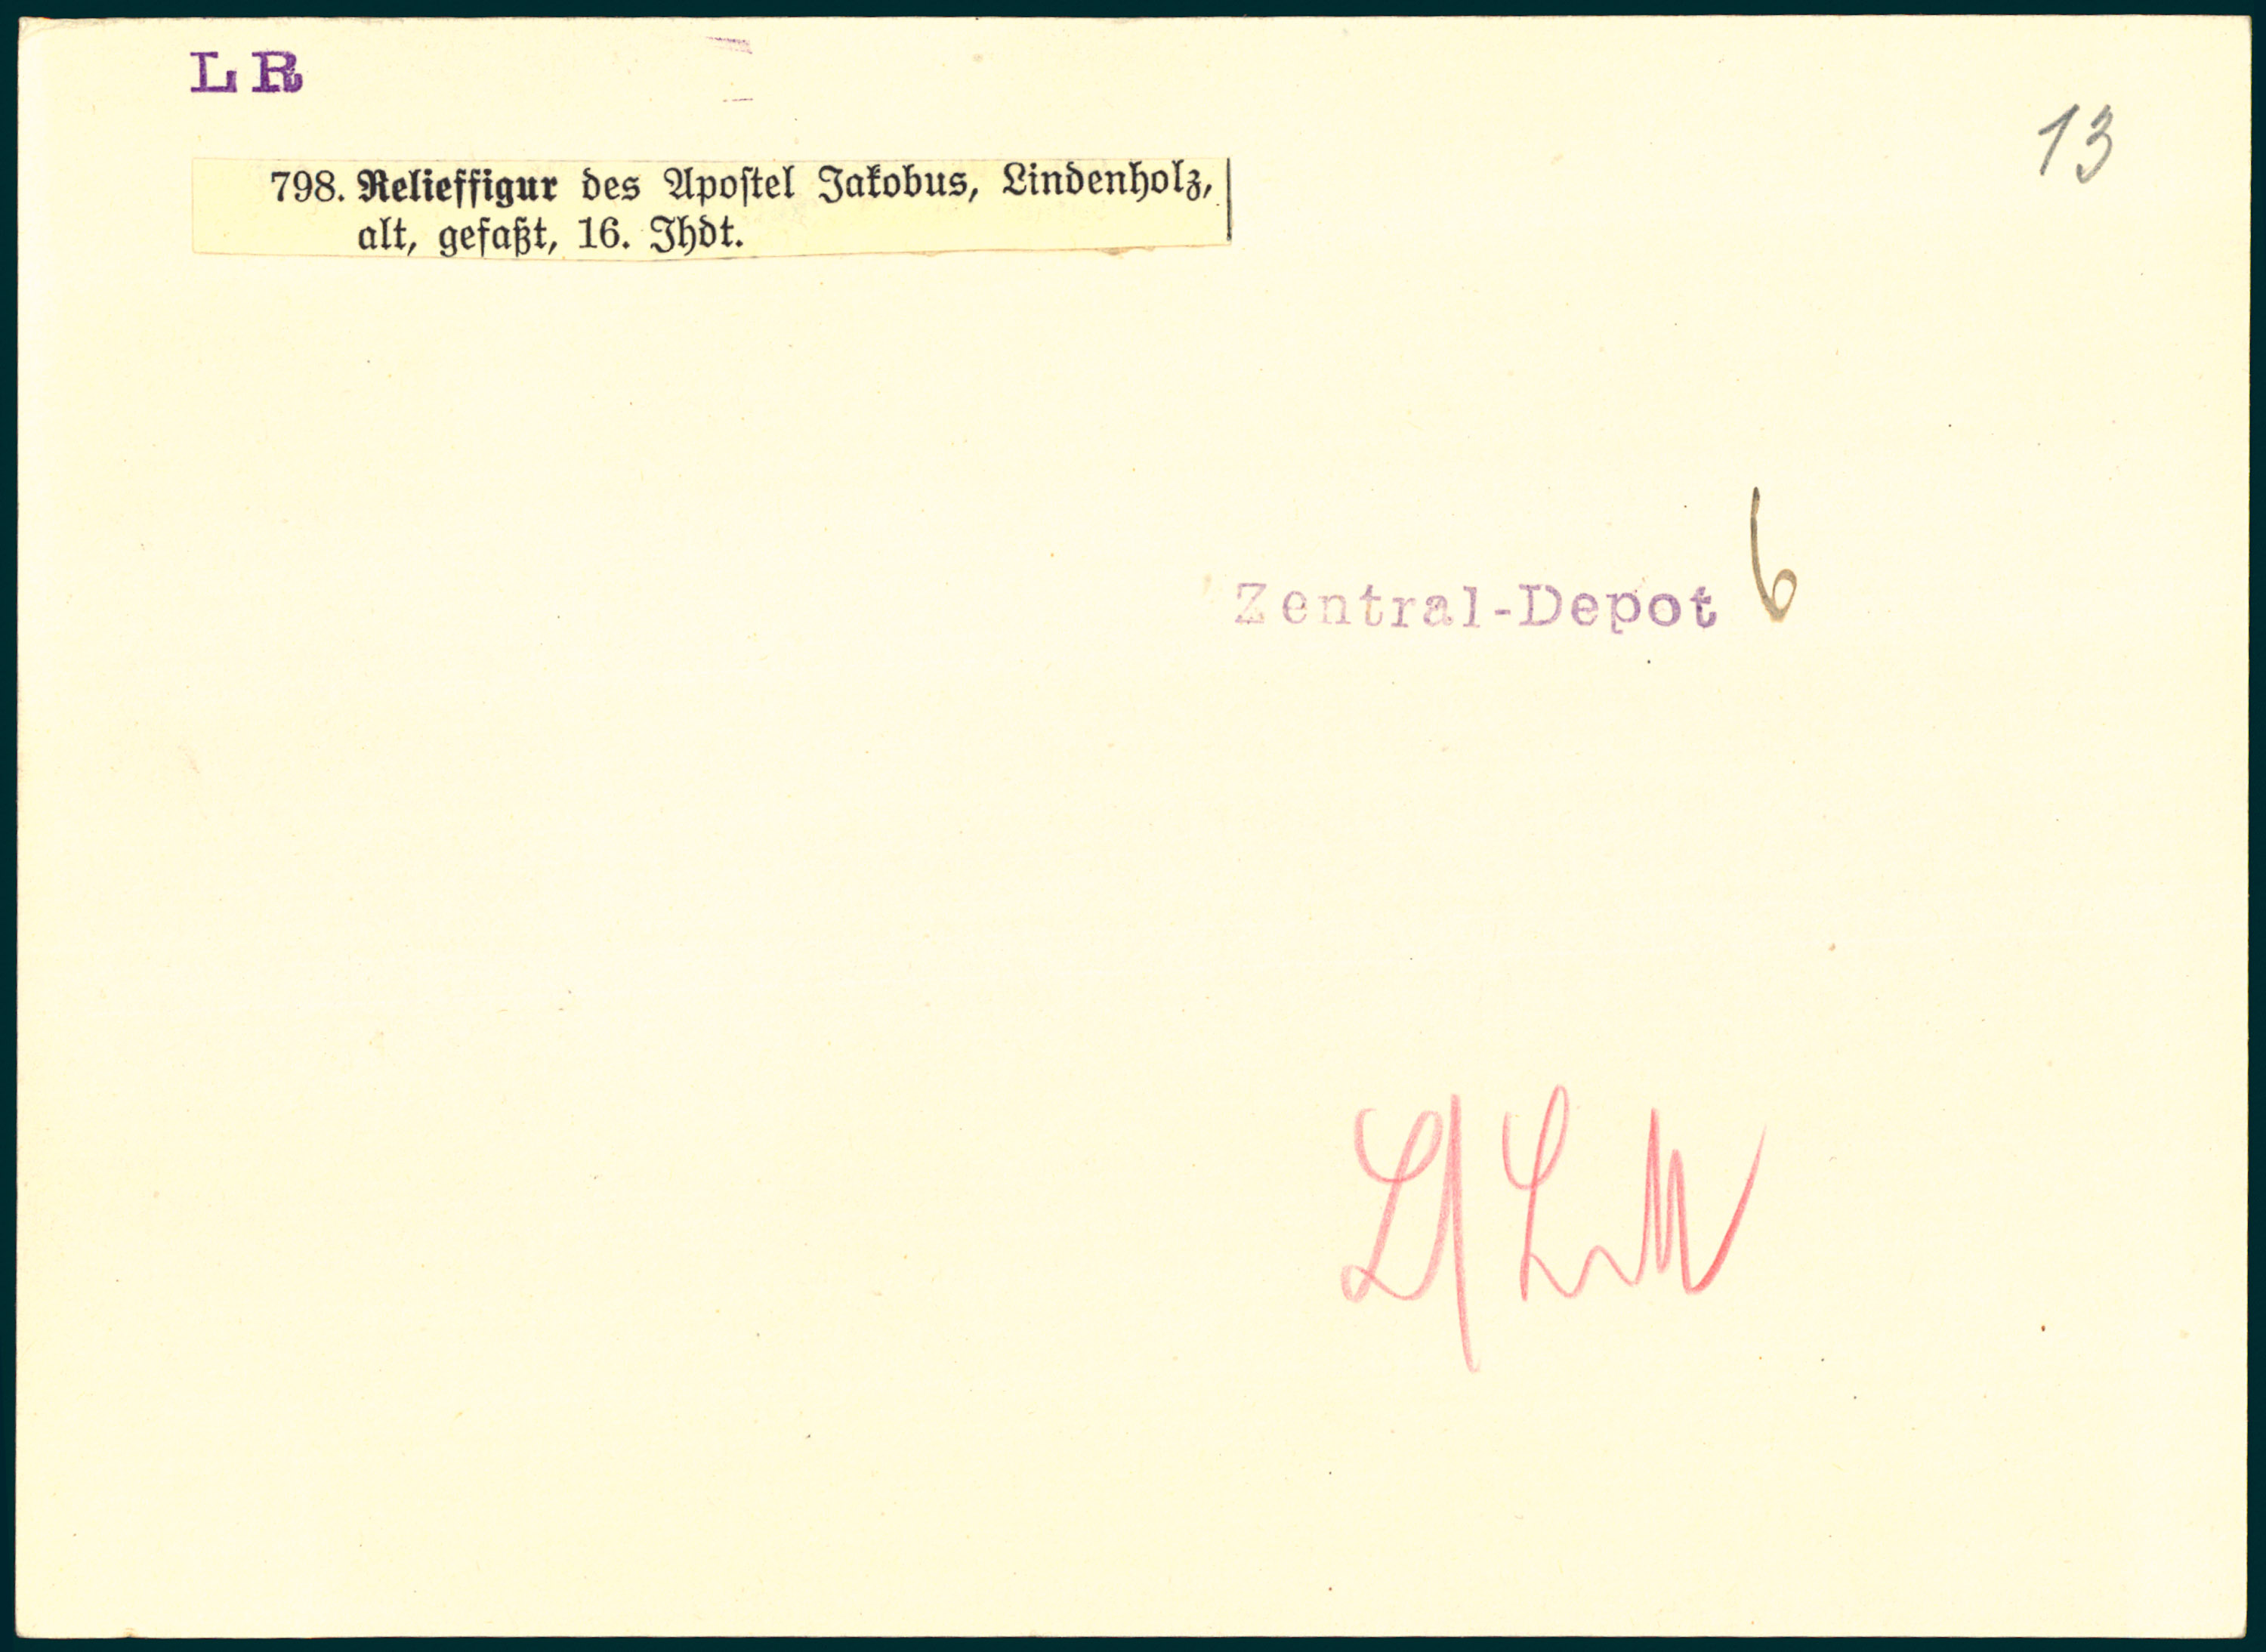 LR
13
798. Relieffigur des Apostel Jakobus, Lindenholz,
alt, gefaßt, 16. Jhdt.
Zentral-Depot 6